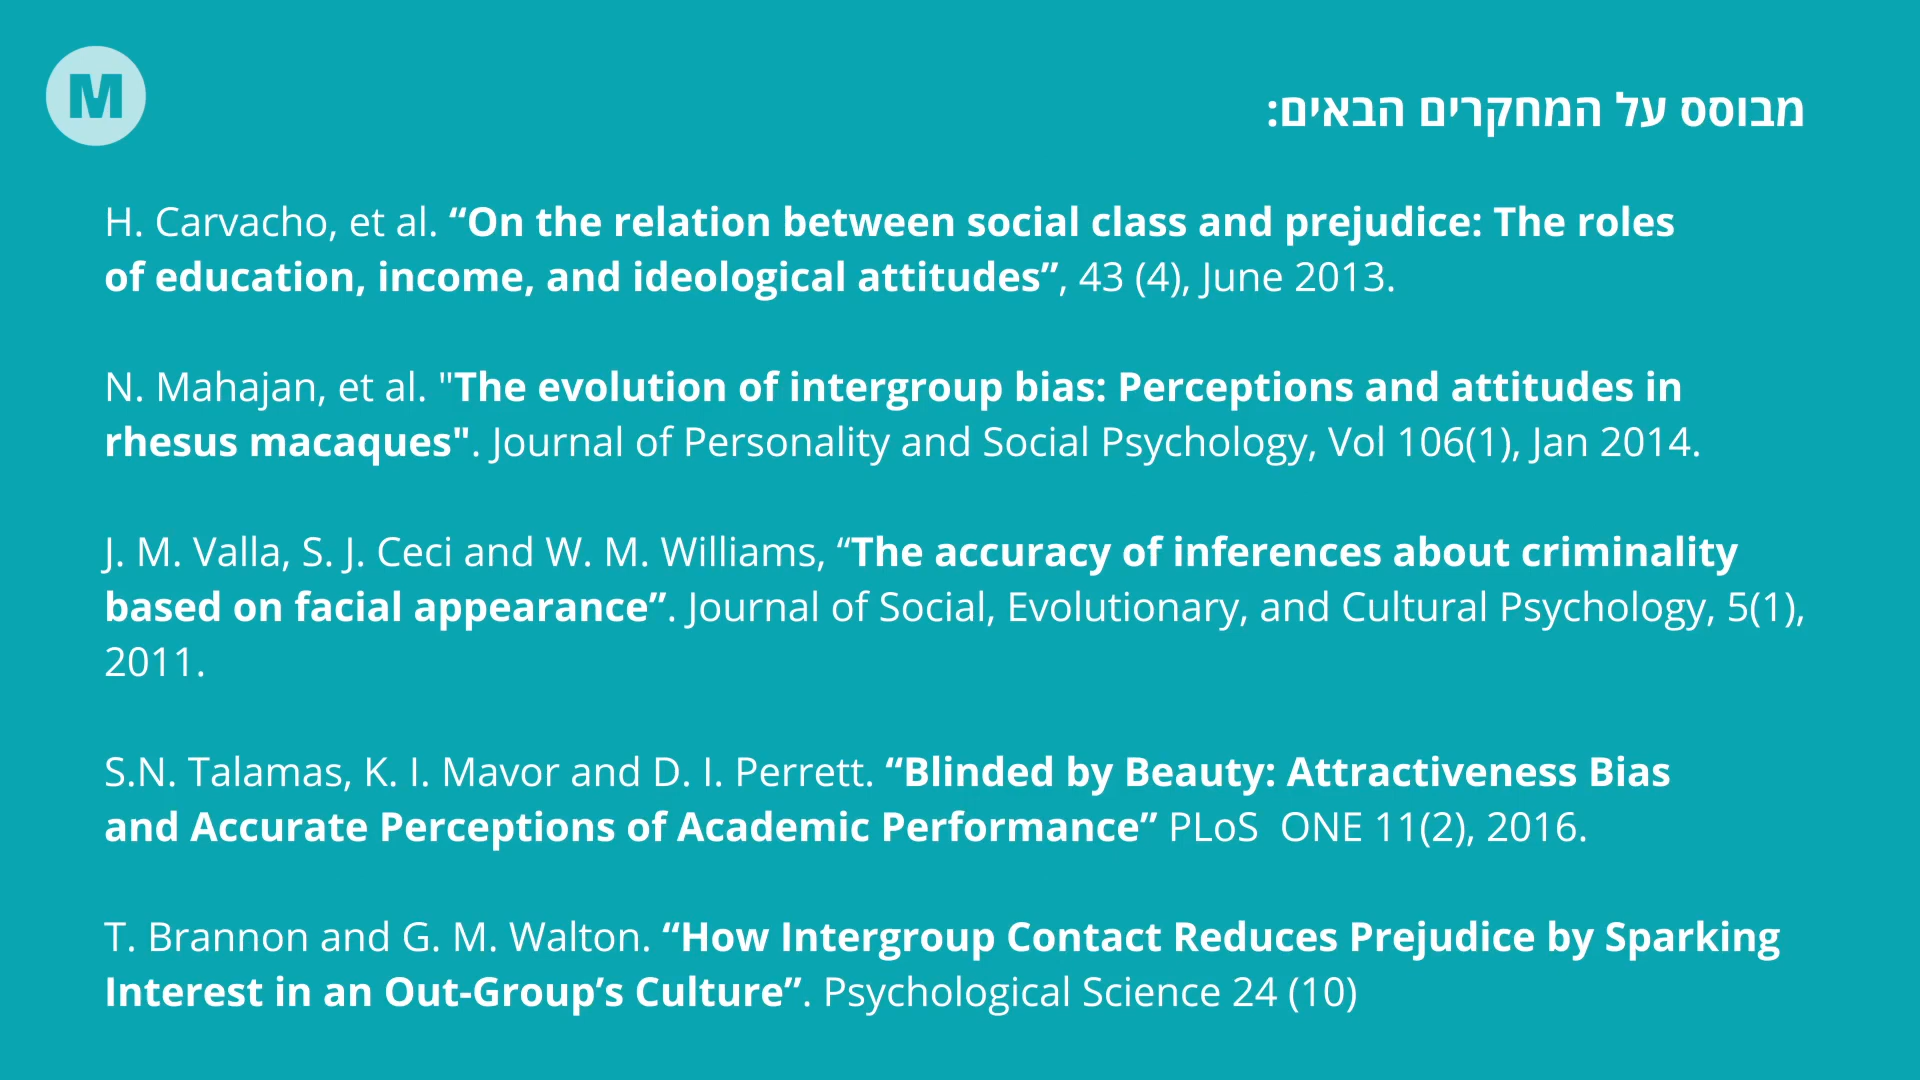 M
מבוסס על המחקרים הבאים:
H. Carvacho, et al. “On the relation between social class and prejudice: The roles
of education, income, and ideological attitudes”, 43 (4), June 2013.
N. Mahajan, et al. "The evolution of intergroup bias: Perceptions and attitudes in
rhesus macaques". Journal of Personality and Social Psychology, Vol 106(1), Jan 2014.
J. M. Valla, S. J. Ceci and W. M. Williams, “The accuracy of inferences about criminality
based on facial appearance”. Journal of Social, Evolutionary, and Cultural Psychology, 5(1),
2011.
S.N. Talamas, K. I. Mavor and D. I. Perrett. “Blinded by Beauty: Attractiveness Bias
and Accurate Perceptions of Academic Performance” PLoS  ONE 11(2), 2016.
T. Brannon and G. M. Walton. “How Intergroup Contact Reduces Prejudice by Sparking
Interest in an Out-Group’s Culture”. Psychological Science 24 (10)